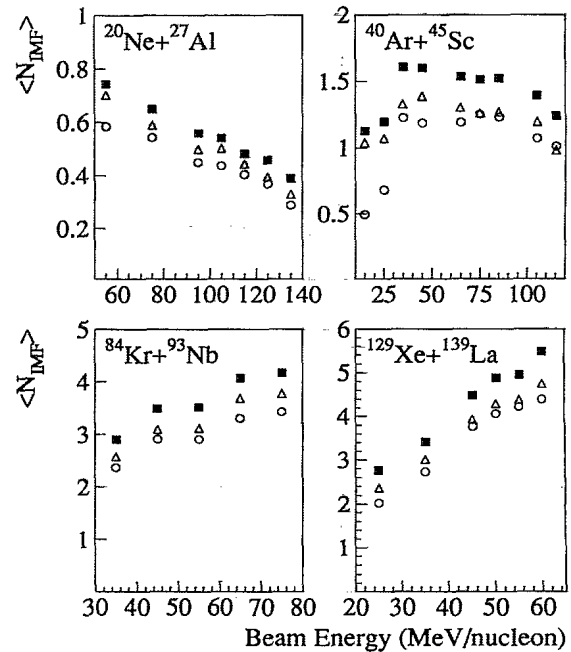 ²⁰Ne+²⁷Al
⁴⁰Ar+⁴⁵Sc
<N_IMF>
1
0.8
0.6
0.4
0.2
60 80 100 120 140
2
1.5
1
0.5
25 50 75 100
⁸⁴Kr+⁹³Nb
¹²⁹Xe+¹³⁹La
<N_IMF>
5
4
3
2
1
30 40 50 60 70 80
6
5
4
3
2
1
20 30 40 50 60
Beam Energy (MeV/nucleon)